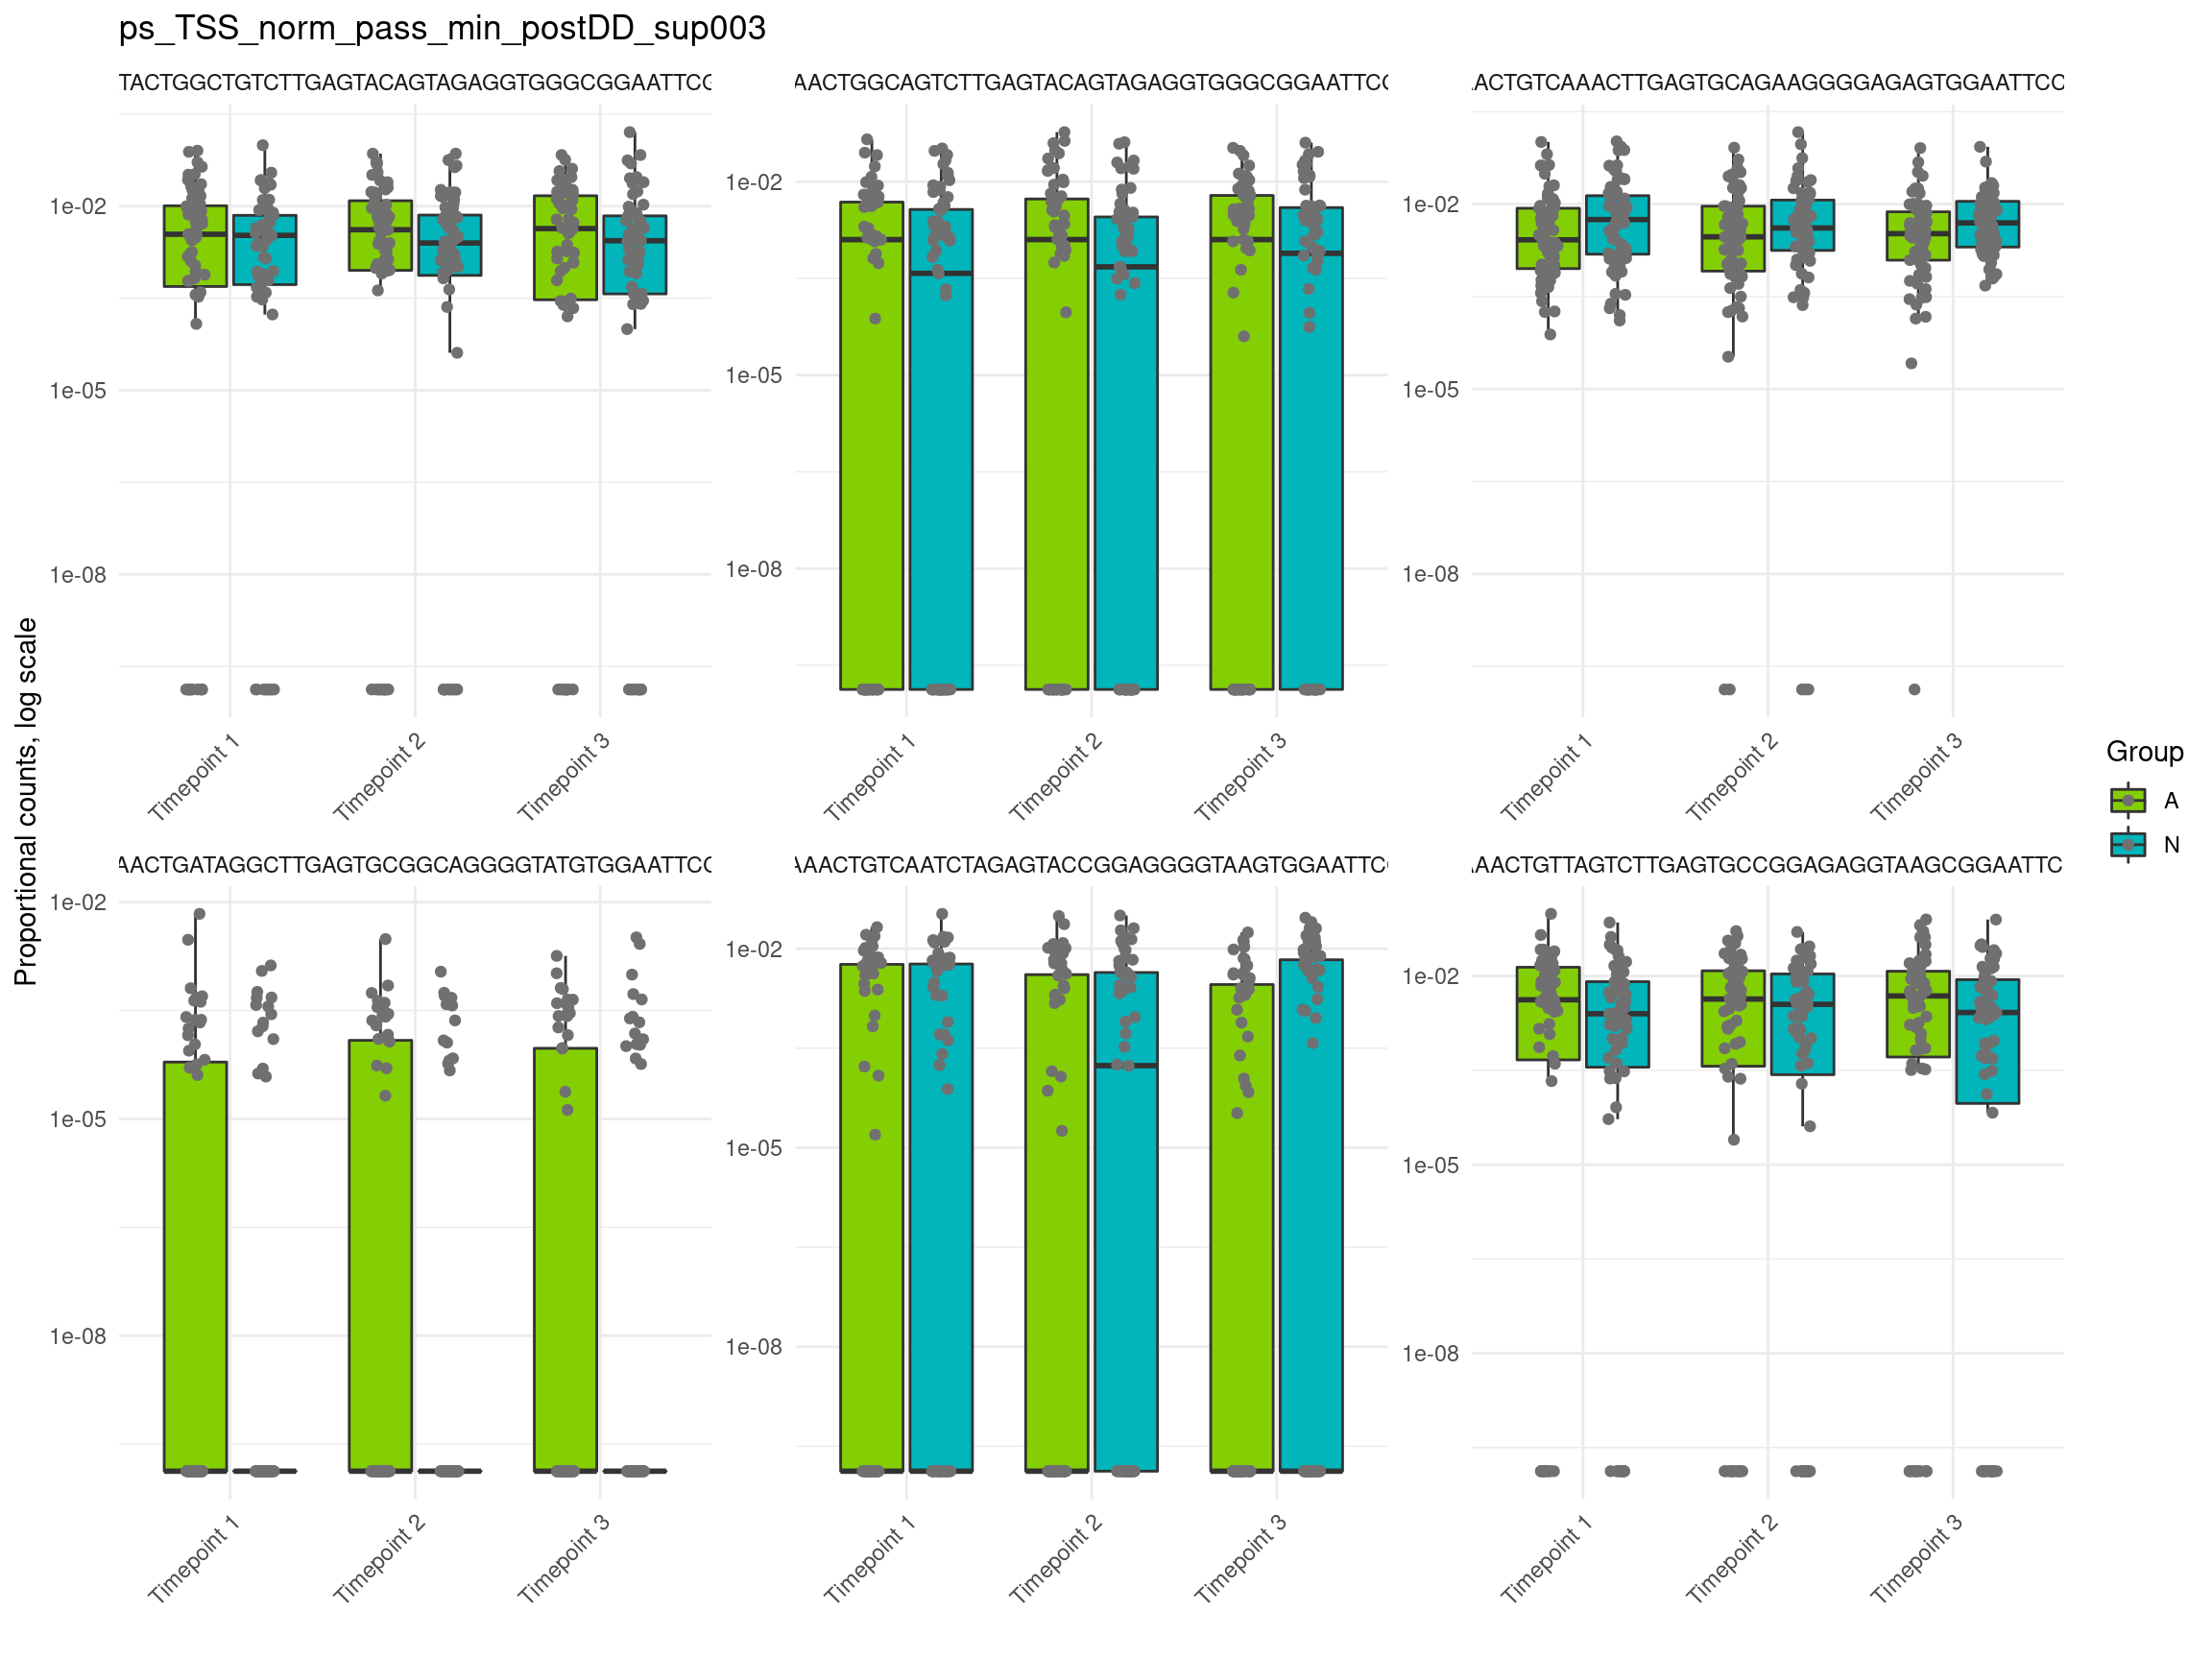 ps_TSS_norm_pass_min_postDD_sup003
TACTGGCTGTCTTGAGTACAGTAGAGGTGGGCGGAATTCG
AACTGGCAGTCTTGAGTACAGTAGAGGTGGGCGGAATTCG
ACTGTCAAACTTGAGTGCAGAAGGGGAGAGTGGAATTCC
1e-02
1e-05
1e-08
1e-02
1e-05
1e-08
1e-02
1e-05
1e-08
Timepoint 1
Timepoint 2
Timepoint 3
Timepoint 1
Timepoint 2
Timepoint 3
Timepoint 1
Timepoint 2
Timepoint 3
Proportional counts, log scale
AACTGATAGGCTTGAGTGCGGCAGGGGTATGTGGAATTCC
AAACTGTCAATCTAGAGTACCGGAGGGGTAAGTGGAATTCC
AAACTGTTAGTCTTGAGTGCCGGAGAGGTAAGCGGAATTC
1e-02
1e-05
1e-08
1e-02
1e-05
1e-08
1e-02
1e-05
1e-08
Timepoint 1
Timepoint 2
Timepoint 3
Timepoint 1
Timepoint 2
Timepoint 3
Timepoint 1
Timepoint 2
Timepoint 3
Group
A
N